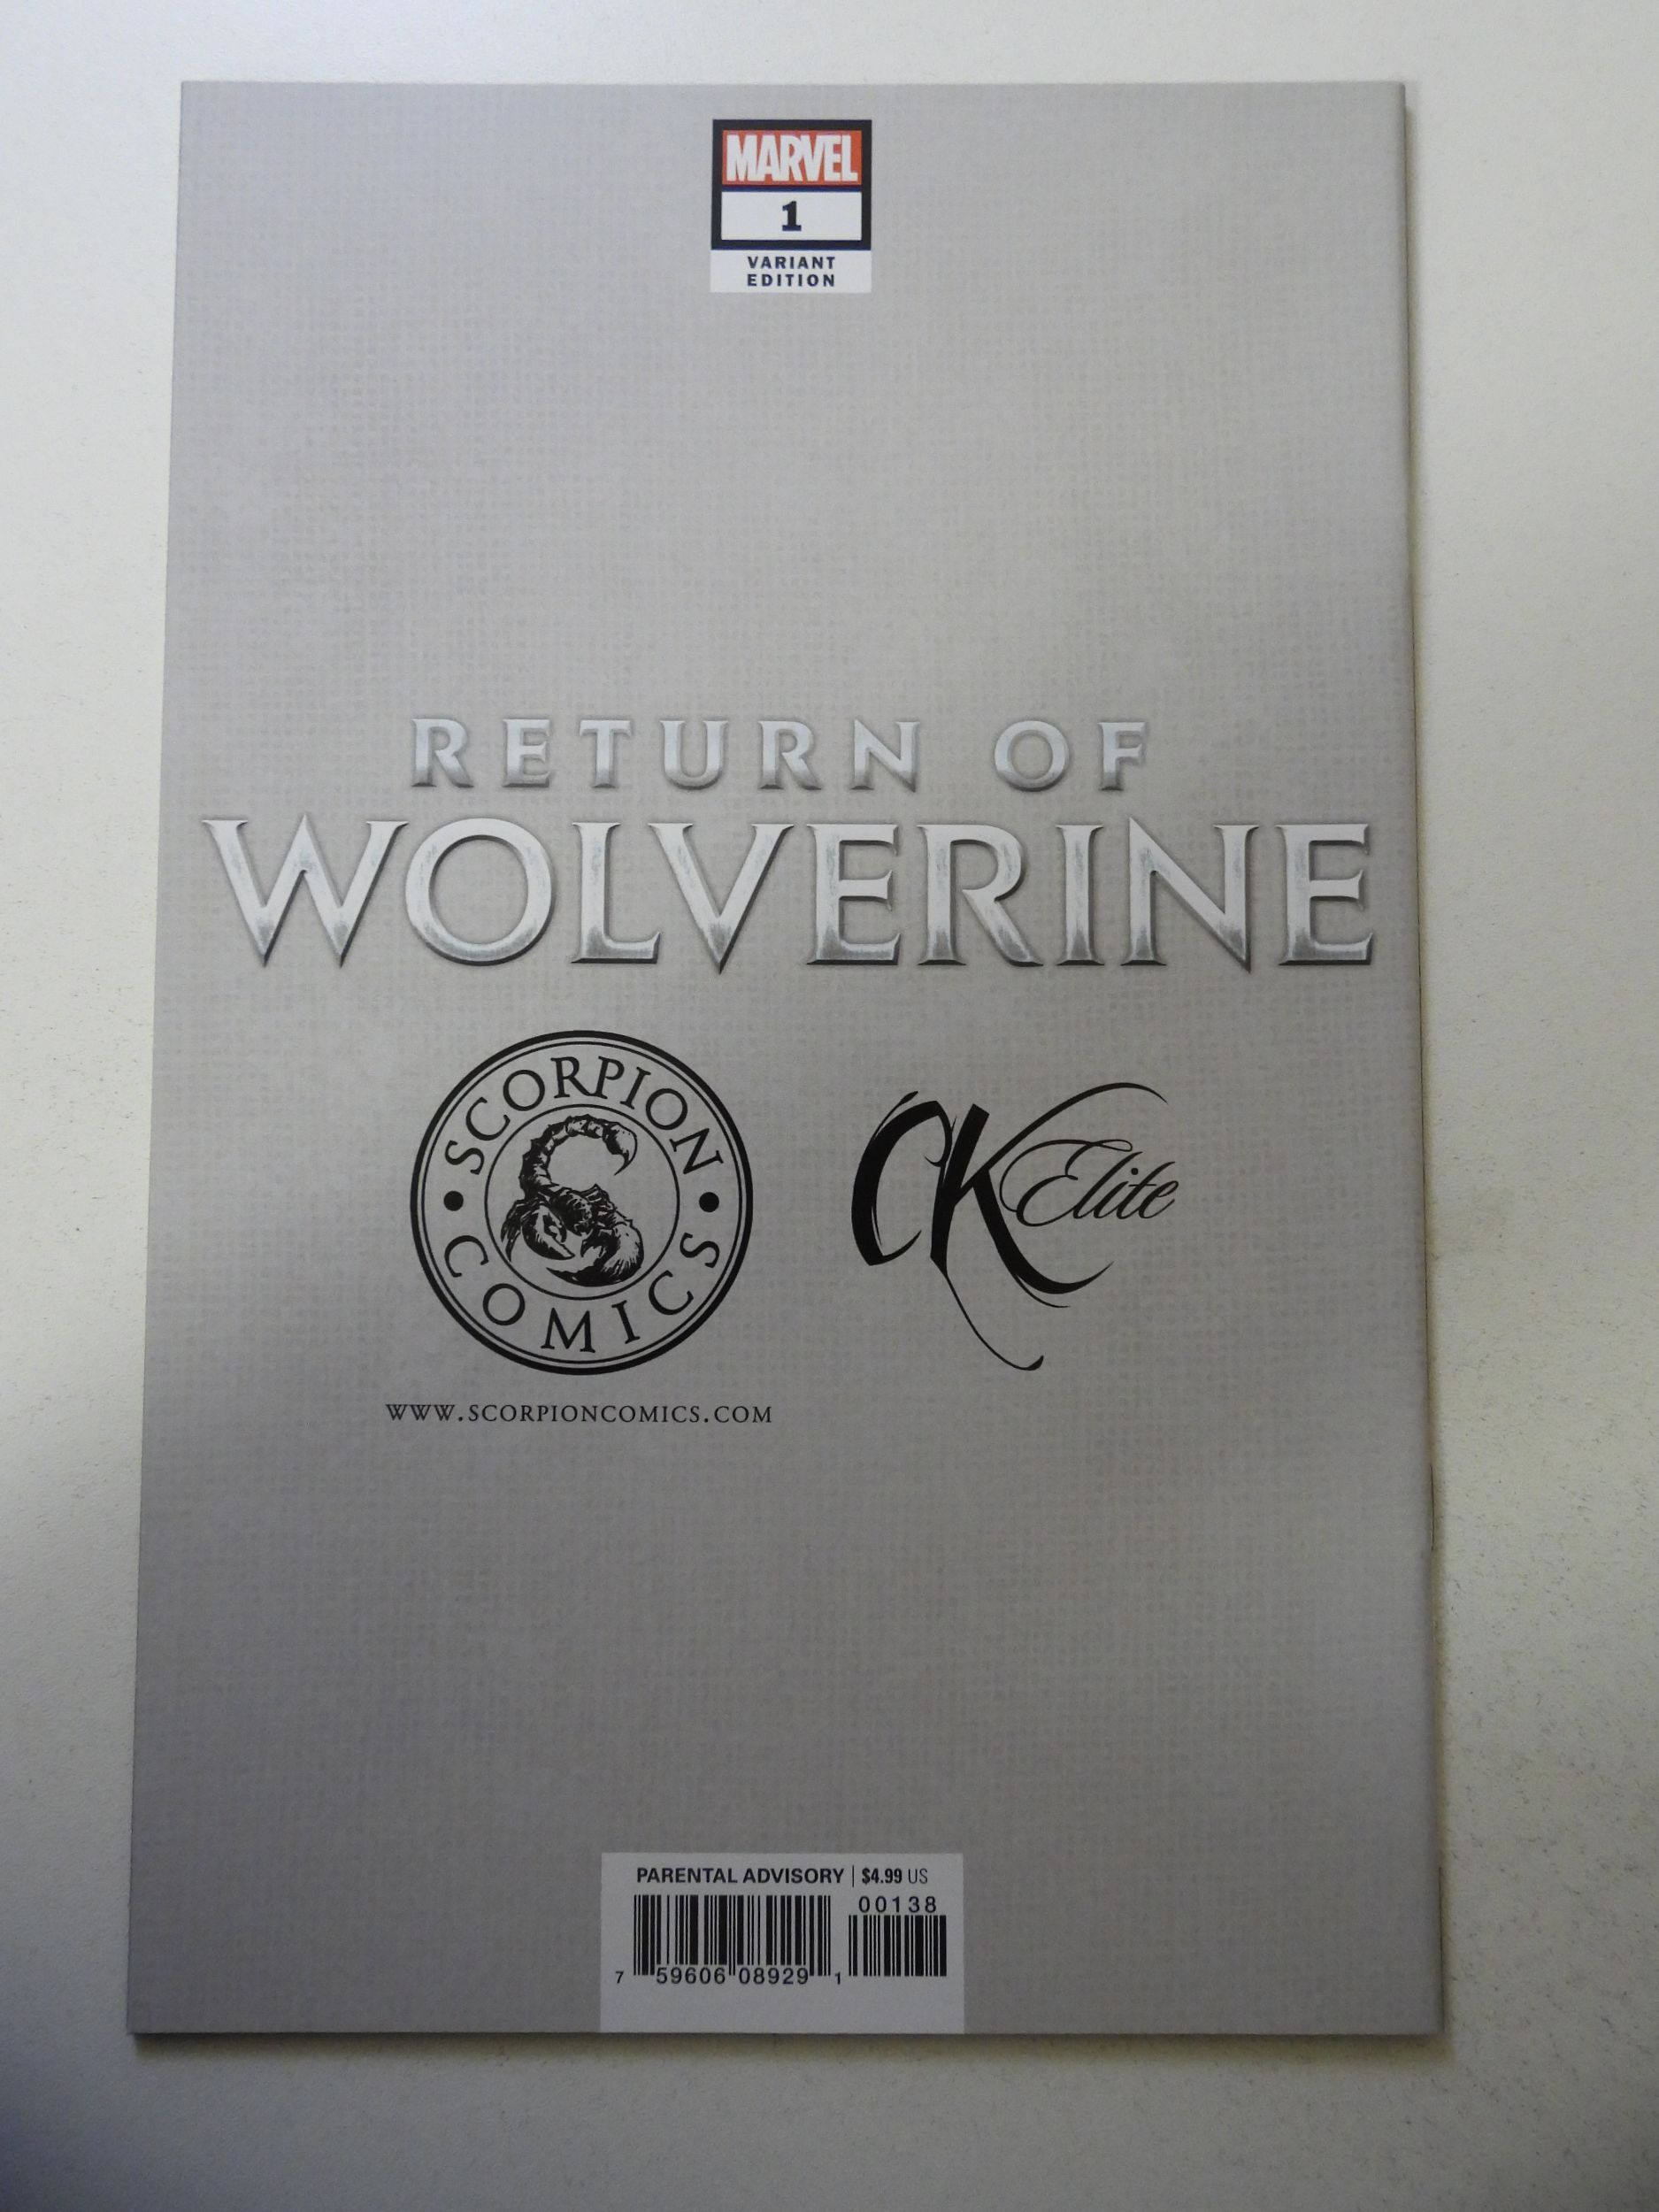 MARVEL
1
VARIANT
EDITION
RETURN OF
WOLVERINE
SCORPION
COMICS
CK Elite
WWW.SCORPIONCOMICS.COM
PARENTAL ADVISORY | $4.99 US
00138
7 59606 08929 1